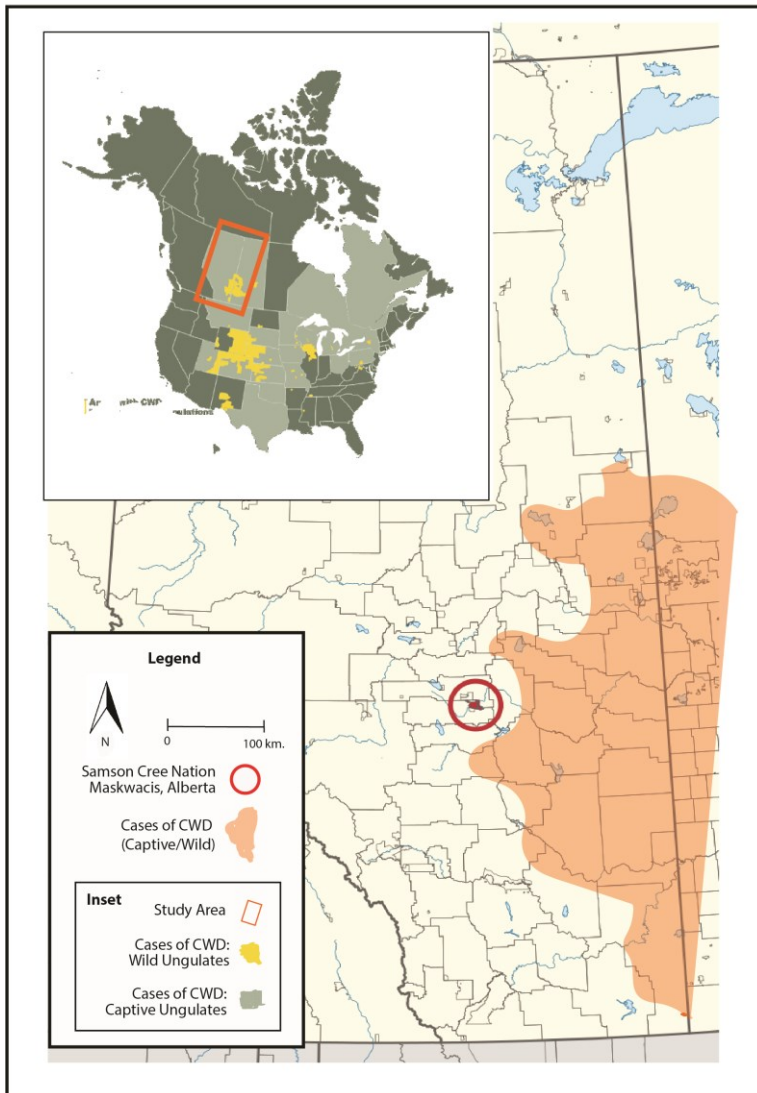 Legend
N
0 100 km.
Samson Cree Nation
Maskwacis, Alberta
Cases of CWD
(Captive/Wild)
Inset
Study Area
Cases of CWD:
Wild Ungulates
Cases of CWD:
Captive Ungulates